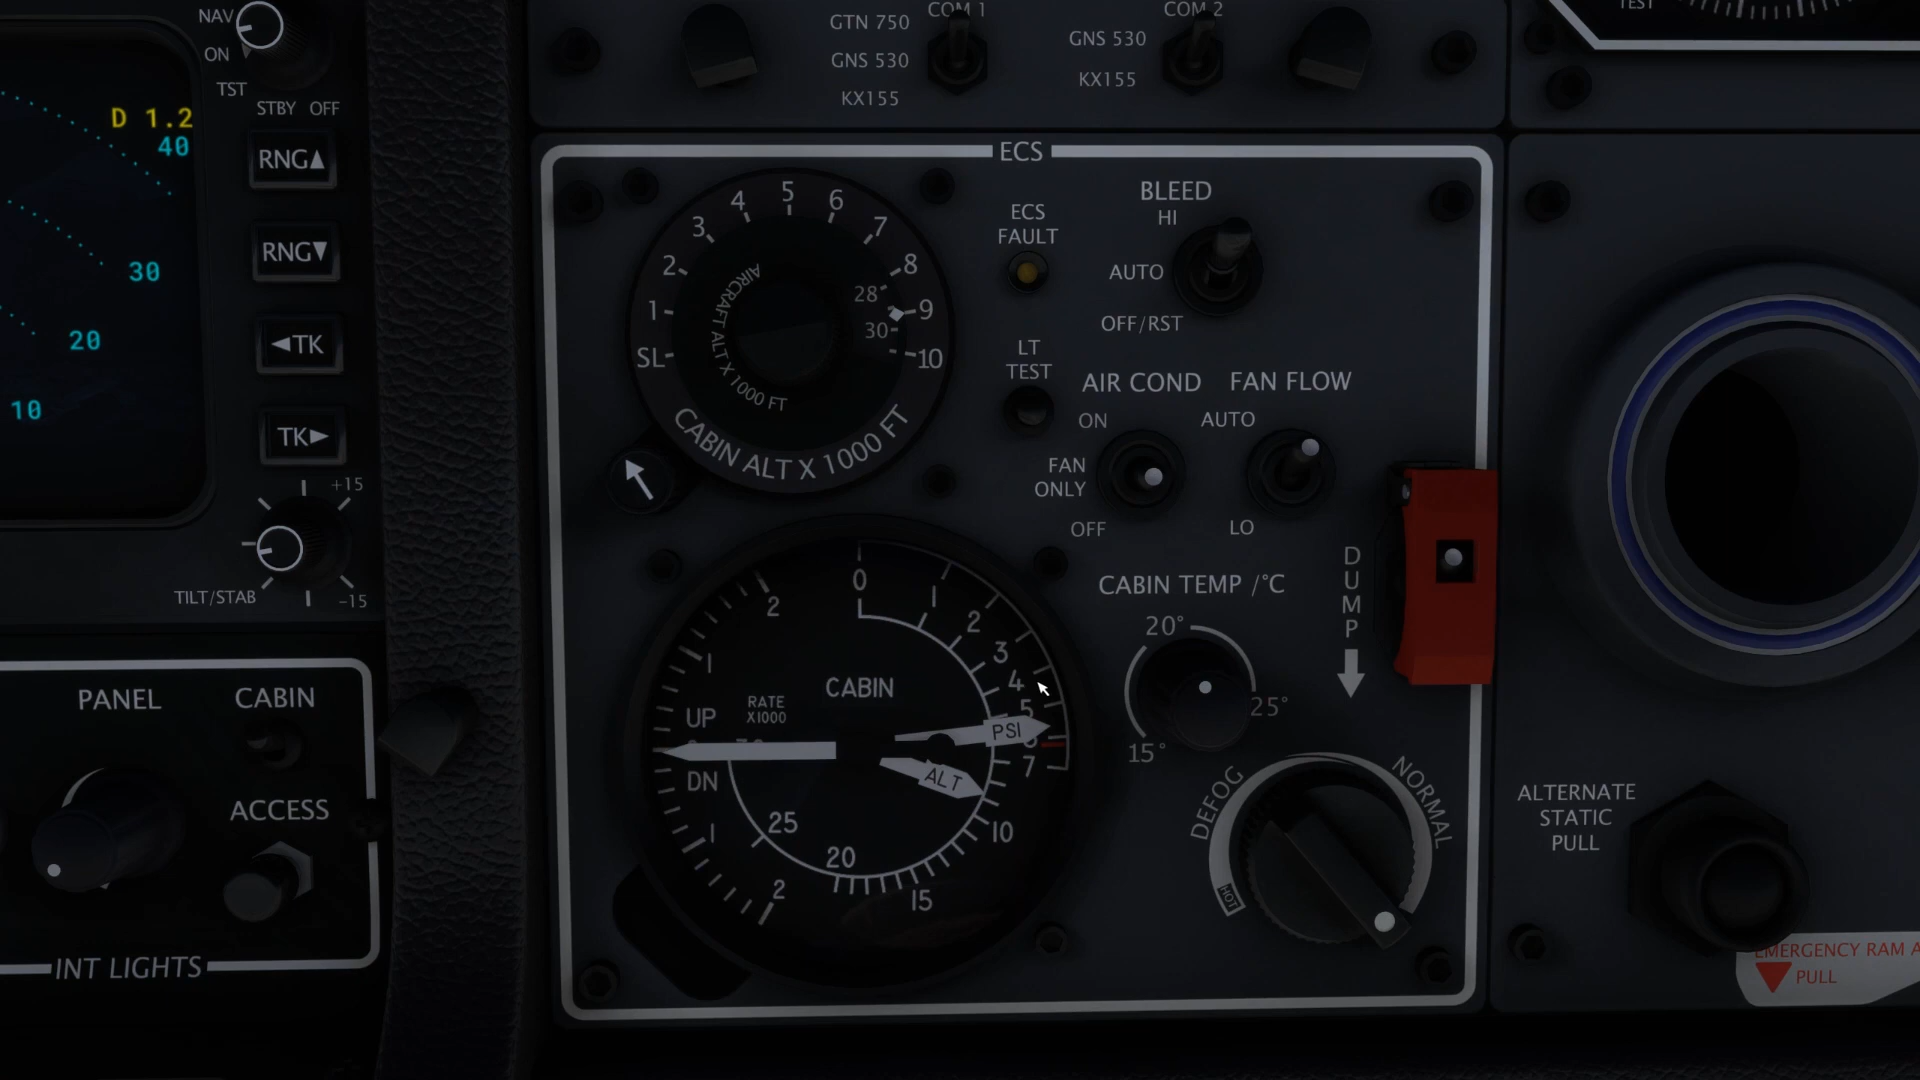 NAV
ON
TST
STBY OFF
D 1.2
40
30
20
10
RNG▲
RNG▼
◄TK
TK►
+15
-15
TILT/STAB
PANEL
CABIN
ACCESS
INT LIGHTS
COM 1
GTN 750
GNS 530
KX155
COM 2
GNS 530
KX155
TEST
ECS
SL 1 2 3 4 5 6 7 8 9 10
28
30
AIRCRAFT ALT X 1000 FT
CABIN ALT X 1000 FT
ECS
FAULT
LT
TEST
BLEED
HI
AUTO
OFF/RST
AIR COND
ON
FAN
ONLY
OFF
FAN FLOW
AUTO
LO
DUMP
CABIN TEMP /°C
20°
25°
15°
DEFOG
NORMAL
HOT
2
1
UP
DN
1
2
RATE
X1000
CABIN
0
1
2
3
4
5
7
PSI
ALT
10
15
20
25
ALTERNATE
STATIC
PULL
EMERGENCY RAM
PULL